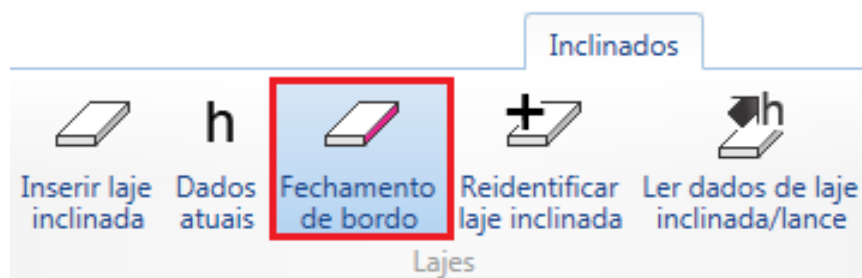 Inclinados
h
h
Inserir laje Dados Fechamento Reidentificar Ler dados de laje
inclinada atuais de bordo laje inclinada inclinada/lance
Lajes